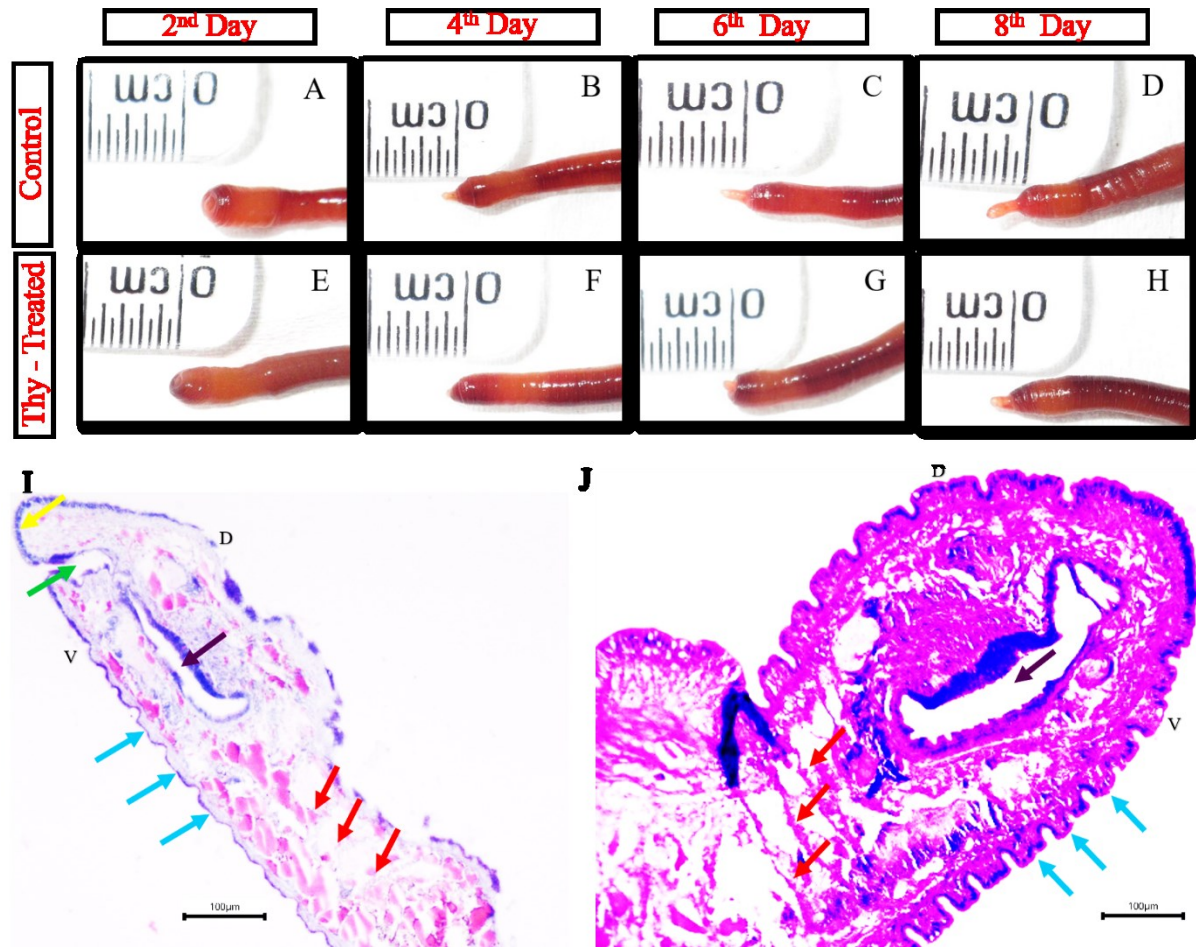 2nd Day
4th Day
6th Day
8th Day
Control
A
0 cm
B
0 cm
C
0 cm
D
0 cm
Thy - Treated
E
0 cm
F
0 cm
G
0 cm
H
0 cm
I
D
V
100µm
J
D
V
100µm